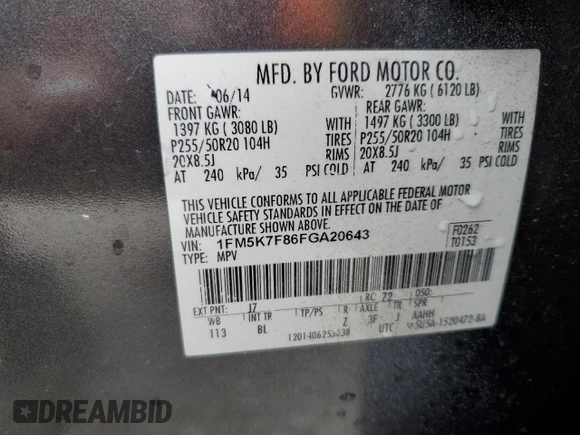 MFD. BY FORD MOTOR CO.
DATE: 06/14 GVWR: 2776 KG ( 6120 LB)
FRONT GAWR: REAR GAWR:
1397 KG ( 3080 LB) WITH 1497 KG ( 3300 LB) WITH
P255/50R20 104H TIRES P255/50R20 104H TIRES
20X8.5J RIMS 20X8.5J RIMS
AT 240 kPa/ 35 PSI COLD AT 240 kPa/ 35 PSI COLD
THIS VEHICLE CONFORMS TO ALL APPLICABLE FEDERAL MOTOR
VEHICLE SAFETY STANDARDS IN EFFECT ON THE DATE OF
MANUFACTURE SHOWN ABOVE.
VIN: 1FM5K7F86FGA20643 F0262
TYPE: MPV T0153
EXT PNT: J7 RC: 72 DSO:
WB INT TR TP/PS R AXLE TR SPR
113 BL Z 3F J AAHH
UTC
DREAMBID